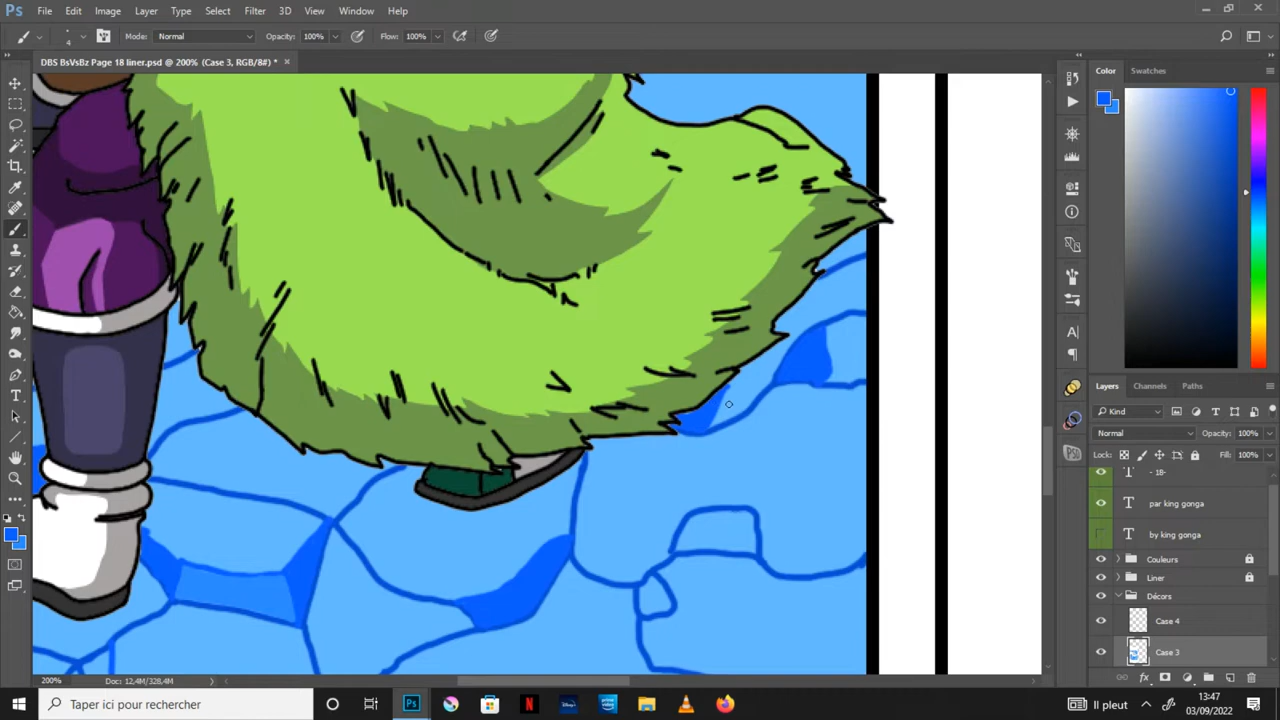 Ps File Edit Image Layer Type Select Filter 3D View Window Help
4 Mode: Normal Opacity: 100% Flow: 100%
DBS BsVsBz Page 18 liner.psd @ 200% (Case 3, RGB/8#) * ×
Color Swatches
Layers Channels Paths
Kind
Normal Opacity: 100%
Lock: Fill: 100%
T - 18-
T par king gonga
T by king gonga
Couleurs
Liner
Décors
Case 4
Case 3
200% Doc: 12,4M/328,4M
Taper ici pour rechercher
Il pleut
13:47
03/09/2022